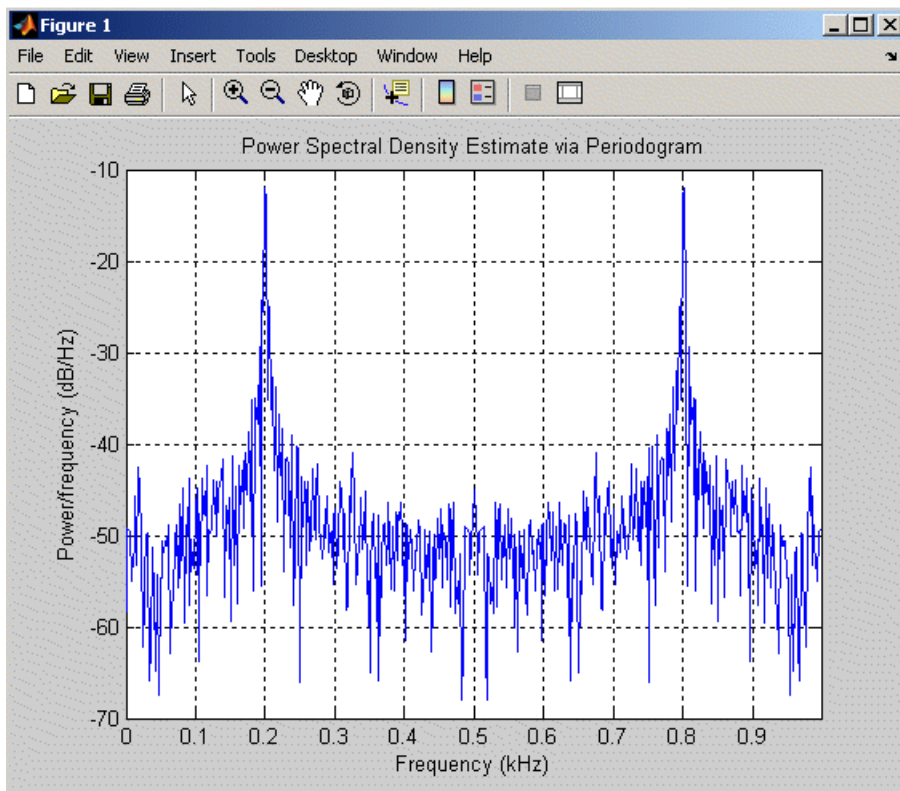 Figure 1
File Edit View Insert Tools Desktop Window Help
Power Spectral Density Estimate via Periodogram
-10
-20
-30
-40
-50
-60
-70
Power/frequency (dB/Hz)
0 0.1 0.2 0.3 0.4 0.5 0.6 0.7 0.8 0.9
Frequency (kHz)